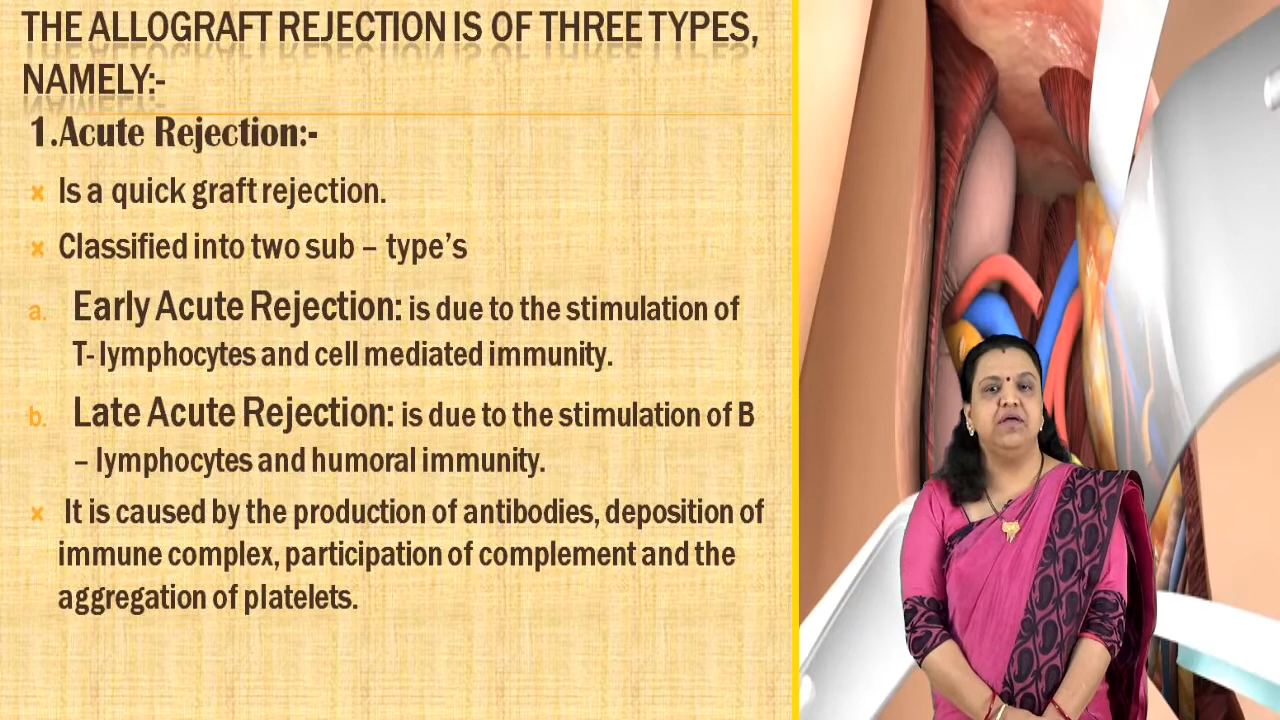 THE ALLOGRAFT REJECTION IS OF THREE TYPES,
NAMELY:-
1.Acute Rejection:-
Is a quick graft rejection.
Classified into two sub – type’s
a. Early Acute Rejection: is due to the stimulation of
T- lymphocytes and cell mediated immunity.
b. Late Acute Rejection: is due to the stimulation of B
– lymphocytes and humoral immunity.
It is caused by the production of antibodies, deposition of
immune complex, participation of complement and the
aggregation of platelets.